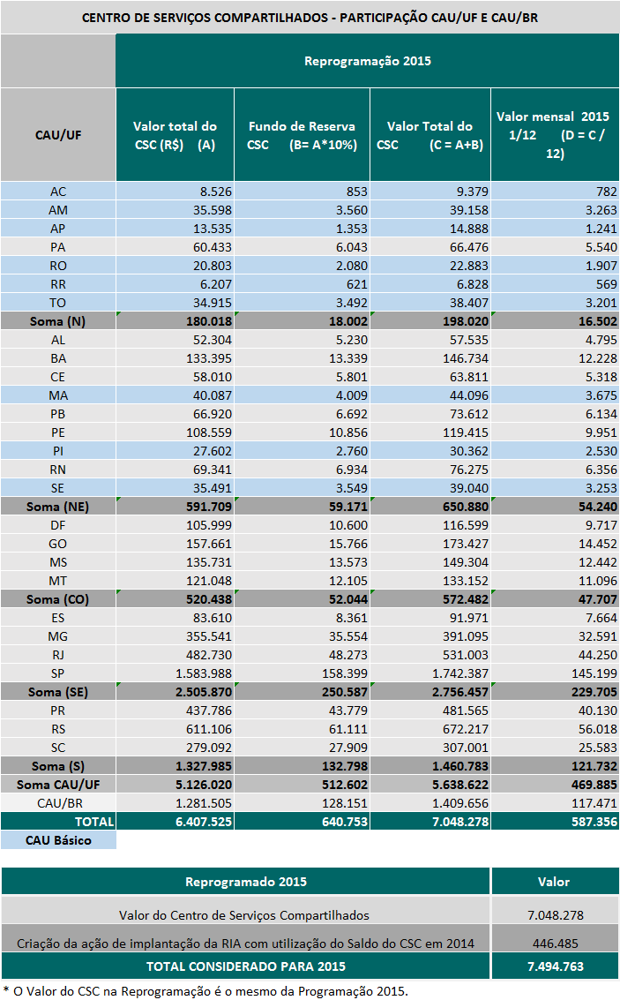 CENTRO DE SERVIÇOS COMPARTILHADOS - PARTICIPAÇÃO CAU/UF E CAU/BR
Reprogramação 2015
CAU/UF
Valor total do
CSC (R$) (A)
Fundo de Reserva
CSC (B= A*10%)
Valor Total do
CSC (C = A+B)
Valor mensal 2015
1/12 (D = C /
12)
AC 8.526 853 9.379 782
AM 35.598 3.560 39.158 3.263
AP 13.535 1.353 14.888 1.241
PA 60.433 6.043 66.476 5.540
RO 20.803 2.080 22.883 1.907
RR 6.207 621 6.828 569
TO 34.915 3.492 38.407 3.201
Soma (N) 180.018 18.002 198.020 16.502
AL 52.304 5.230 57.535 4.795
BA 133.395 13.339 146.734 12.228
CE 58.010 5.801 63.811 5.318
MA 40.087 4.009 44.096 3.675
PB 66.920 6.692 73.612 6.134
PE 108.559 10.856 119.415 9.951
PI 27.602 2.760 30.362 2.530
RN 69.341 6.934 76.275 6.356
SE 35.491 3.549 39.040 3.253
Soma (NE) 591.709 59.171 650.880 54.240
DF 105.999 10.600 116.599 9.717
GO 157.661 15.766 173.427 14.452
MS 135.731 13.573 149.304 12.442
MT 121.048 12.105 133.152 11.096
Soma (CO) 520.438 52.044 572.482 47.707
ES 83.610 8.361 91.971 7.664
MG 355.541 35.554 391.095 32.591
RJ 482.730 48.273 531.003 44.250
SP 1.583.988 158.399 1.742.387 145.199
Soma (SE) 2.505.870 250.587 2.756.457 229.705
PR 437.786 43.779 481.565 40.130
RS 611.106 61.111 672.217 56.018
SC 279.092 27.909 307.001 25.583
Soma (S) 1.327.985 132.798 1.460.783 121.732
Soma CAU/UF 5.126.020 512.602 5.638.622 469.885
CAU/BR 1.281.505 128.151 1.409.656 117.471
TOTAL 6.407.525 640.753 7.048.278 587.356
CAU Básico
Reprogramado 2015 Valor
Valor do Centro de Serviços Compartilhados 7.048.278
Criação da ação de implantação da RIA com utilização do Saldo do CSC em 2014 446.485
TOTAL CONSIDERADO PARA 2015 7.494.763
* O Valor do CSC na Reprogramação é o mesmo da Programação 2015.